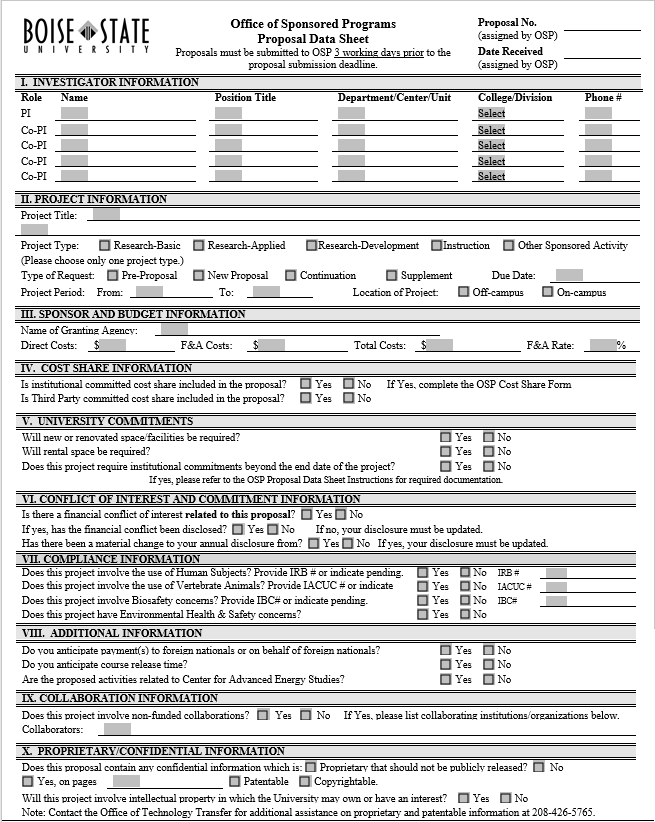 BOISE STATE
UNIVERSITY
Office of Sponsored Programs
Proposal Data Sheet
Proposals must be submitted to OSP 3 working days prior to the
proposal submission deadline.
Proposal No.
(assigned by OSP)
Date Received
(assigned by OSP)
I. INVESTIGATOR INFORMATION
Role Name Position Title Department/Center/Unit College/Division Phone #
PI Select
Co-PI Select
Co-PI Select
Co-PI Select
Co-PI Select
II. PROJECT INFORMATION
Project Title:
Project Type: Research-Basic Research-Applied Research-Development Instruction Other Sponsored Activity
(Please choose only one project type.)
Type of Request: Pre-Proposal New Proposal Continuation Supplement Due Date:
Project Period: From: To: Location of Project: Off-campus On-campus
III. SPONSOR AND BUDGET INFORMATION
Name of Granting Agency:
Direct Costs: $ F&A Costs: $ Total Costs: $ F&A Rate: %
IV. COST SHARE INFORMATION
Is institutional committed cost share included in the proposal? Yes No If Yes, complete the OSP Cost Share Form
Is Third Party committed cost share included in the proposal? Yes No
V. UNIVERSITY COMMITMENTS
Will new or renovated space/facilities be required? Yes No
Will rental space be required? Yes No
Does this project require institutional commitments beyond the end date of the project? Yes No
If yes, please refer to the OSP Proposal Data Sheet Instructions for required documentation.
VI. CONFLICT OF INTEREST AND COMMITMENT INFORMATION
Is there a financial conflict of interest related to this proposal? Yes No
If yes, has the financial conflict been disclosed? Yes No If no, your disclosure must be updated.
Has there been a material change to your annual disclosure from? Yes No If yes, your disclosure must be updated.
VII. COMPLIANCE INFORMATION
Does this project involve the use of Human Subjects? Provide IRB # or indicate pending. Yes No IRB #
Does this project involve the use of Vertebrate Animals? Provide IACUC # or indicate Yes No IACUC #
Does this project involve Biosafety concerns? Provide IBC# or indicate pending. Yes No IBC#
Does this project have Environmental Health & Safety concerns? Yes No
VIII. ADDITIONAL INFORMATION
Do you anticipate payment(s) to foreign nationals or on behalf of foreign nationals? Yes No
Do you anticipate course release time? Yes No
Are the proposed activities related to Center for Advanced Energy Studies? Yes No
IX. COLLABORATION INFORMATION
Does this project involve non-funded collaborations? Yes No If Yes, please list collaborating institutions/organizations below.
Collaborators:
X. PROPRIETARY/CONFIDENTIAL INFORMATION
Does this proposal contain any confidential information which is: Proprietary that should not be publicly released? No
Yes, on pages Patentable Copyrightable.
Will this project involve intellectual property in which the University may own or have an interest? Yes No
Note: Contact the Office of Technology Transfer for additional assistance on proprietary and patentable information at 208-426-5765.